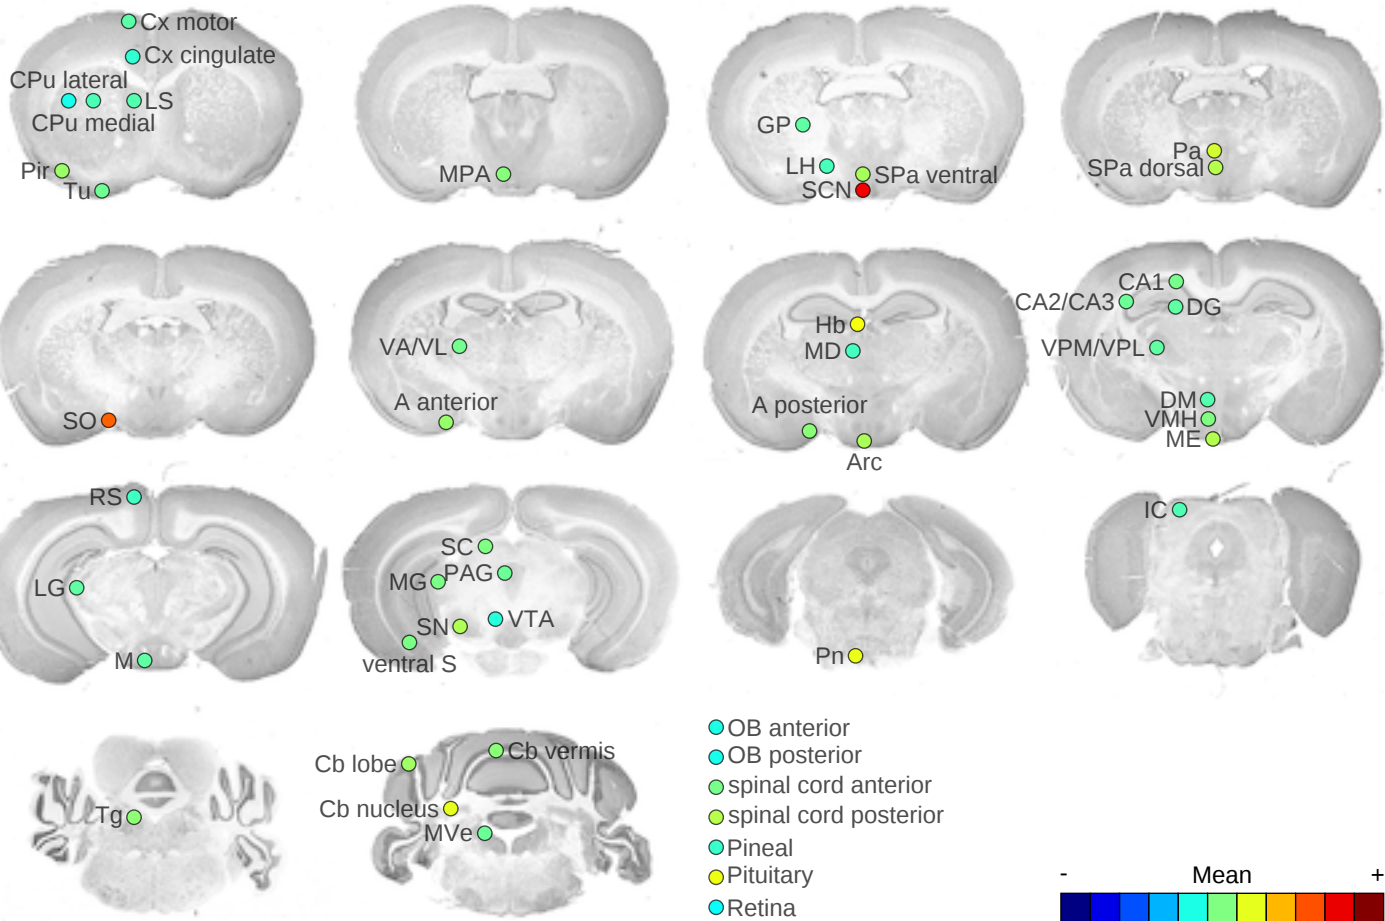 Cx motor
Cx cingulate
CPu lateral
LS
CPu medial
Pir
Tu
MPA
GP
LH
SPa ventral
SCN
Pa
SPa dorsal
SO
VA/VL
A anterior
Hb
MD
A posterior
Arc
CA1
CA2/CA3
DG
VPM/VPL
DM
VMH
ME
RS
LG
M
SC
MG
PAG
SN
VTA
ventral S
Pn
IC
Tg
Cb lobe
Cb vermis
Cb nucleus
MVe
OB anterior
OB posterior
spinal cord anterior
spinal cord posterior
Pineal
Pituitary
Retina
- Mean +